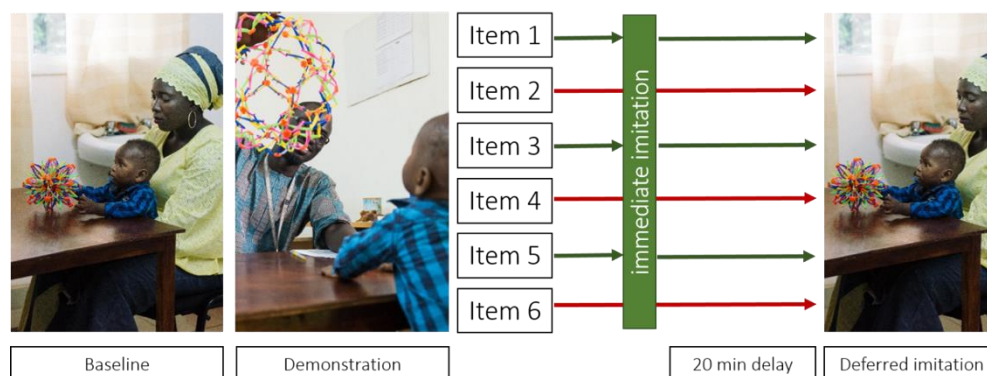 Item 1
Item 2
Item 3
Item 4
Item 5
Item 6
immediate imitation
Baseline
Demonstration
20 min delay
Deferred imitation